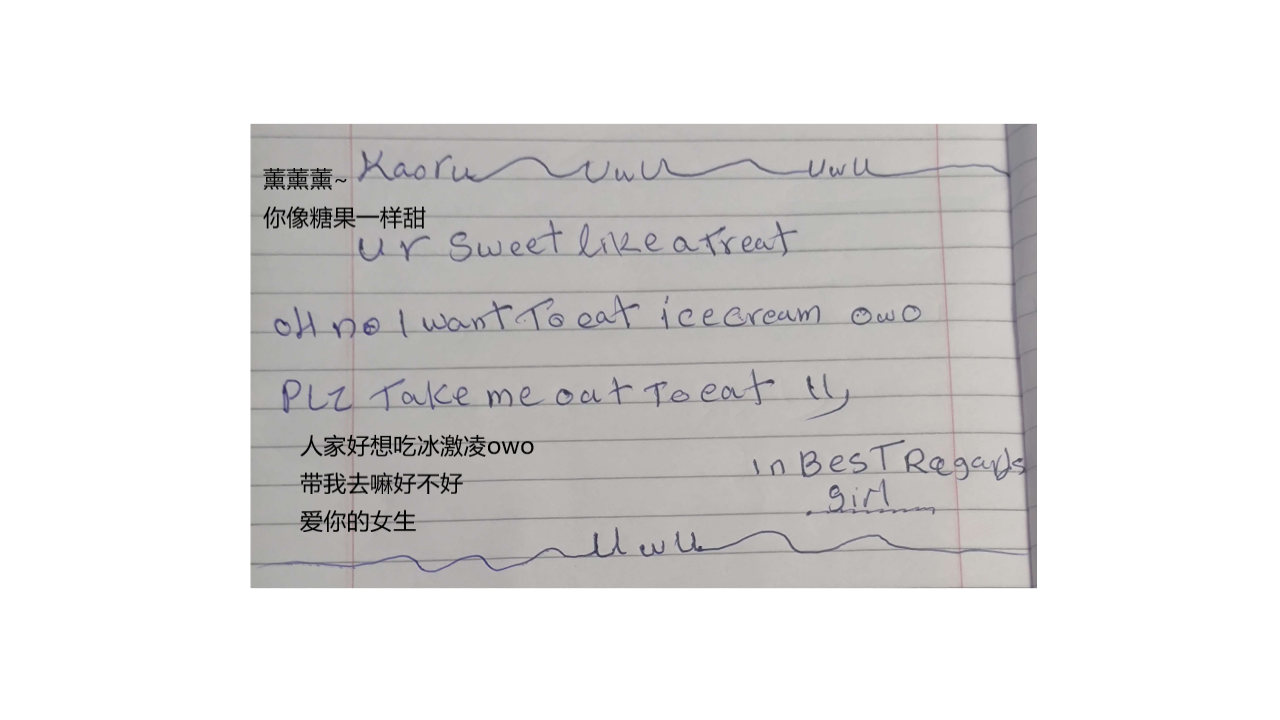 薰薰薰~ Kaoru UwU UwU
你像糖果一样甜
Ur sweet like a Treat
oH no I want To eat icecream owo
PLZ Take me out To eat
人家好想吃冰激凌owo
带我去嘛好不好
in BesT Regards
girl
爱你的女生
UwU